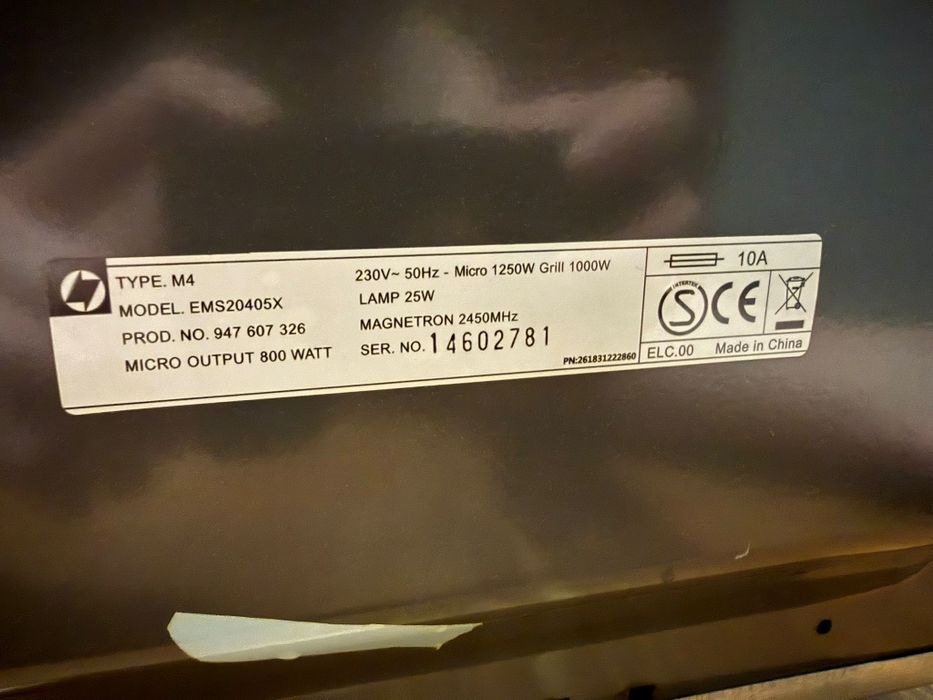 TYPE. M4
MODEL. EMS20405X
PROD. NO. 947 607 326
MICRO OUTPUT 800 WATT
230V~ 50Hz - Micro 1250W Grill 1000W
LAMP 25W
MAGNETRON 2450MHz
SER. NO. 14602781
PN:261831222860
10A
INTERTEK
S CE
ELC.00 Made in China